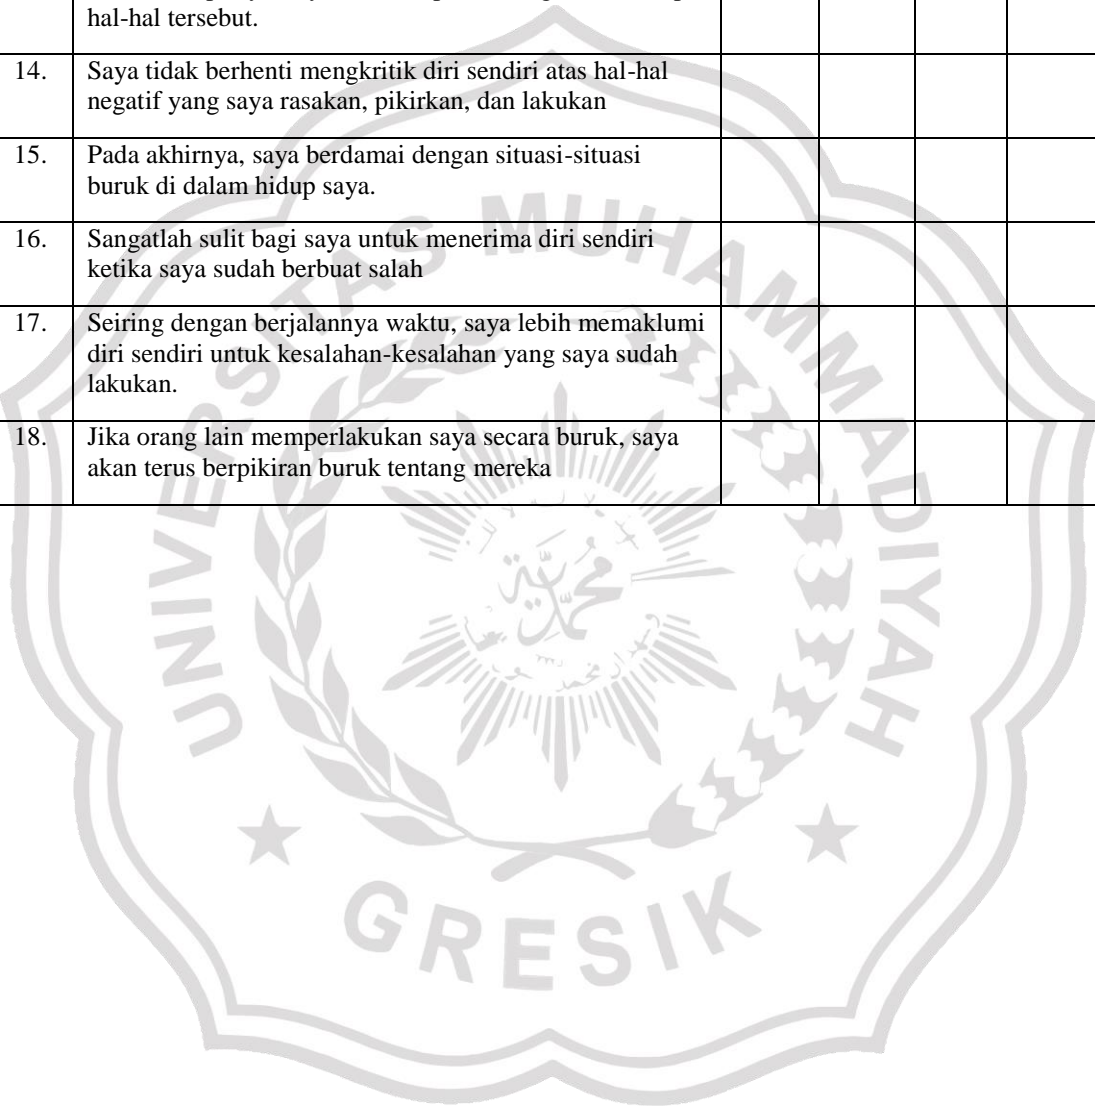 hal-hal tersebut.
14. Saya tidak berhenti mengkritik diri sendiri atas hal-hal
negatif yang saya rasakan, pikirkan, dan lakukan
15. Pada akhirnya, saya berdamai dengan situasi-situasi
buruk di dalam hidup saya.
16. Sangatlah sulit bagi saya untuk menerima diri sendiri
ketika saya sudah berbuat salah
17. Seiring dengan berjalannya waktu, saya lebih memaklumi
diri sendiri untuk kesalahan-kesalahan yang saya sudah
lakukan.
18. Jika orang lain memperlakukan saya secara buruk, saya
akan terus berpikiran buruk tentang mereka
UNIVERSITAS MUHAMMADIYAH
GRESIK